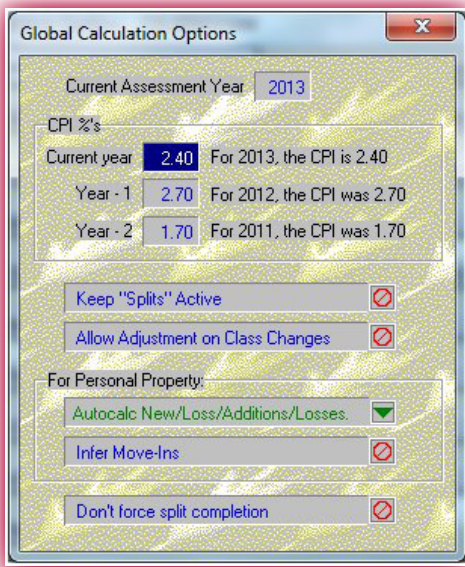 Global Calculation Options
Current Assessment Year 2013
CPI %'s
Current year 2.40 For 2013, the CPI is 2.40
Year - 1 2.70 For 2012, the CPI was 2.70
Year - 2 1.70 For 2011, the CPI was 1.70
Keep "Splits" Active
Allow Adjustment on Class Changes
For Personal Property:
Autocalc New/Loss/Additions/Losses.
Infer Move-Ins
Don't force split completion